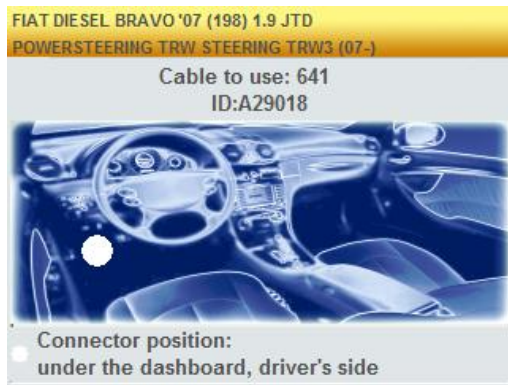 FIAT DIESEL BRAVO '07 (198) 1.9 JTD
POWERSTEERING TRW STEERING TRW3 (07-)
Cable to use: 641
ID:A29018
Connector position:
under the dashboard, driver's side